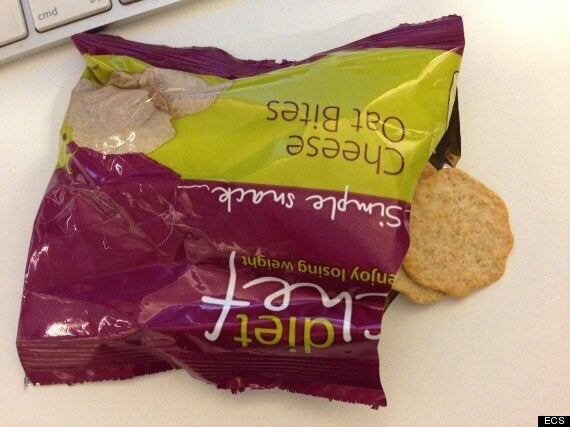 diet
chef
enjoy losing weight
Simple snack...
Cheese
Oat Bites
cmd
ECS